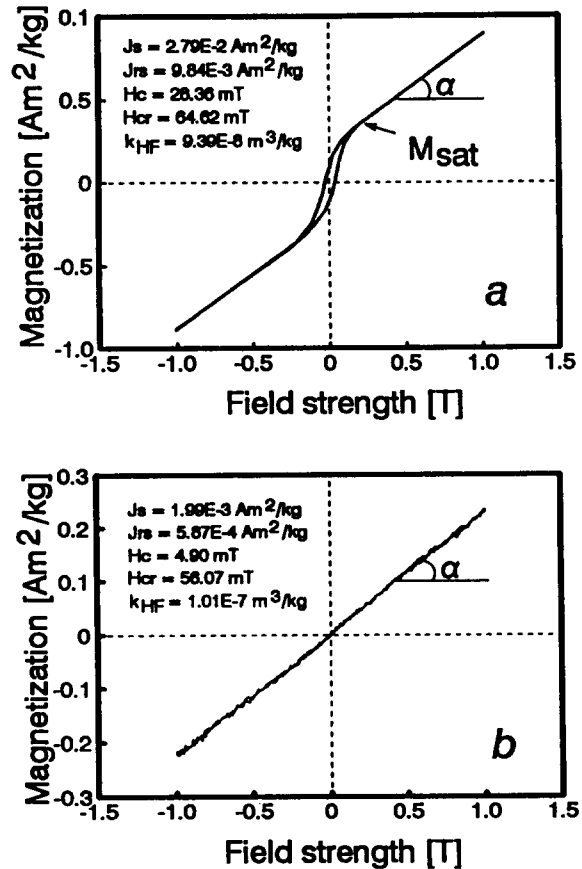 Magnetization [Am2/kg]
0.1
0.5
0
-0.5
-1.0
Js = 2.79E-2 Am2/kg
Jrs = 9.84E-3 Am2/kg
Hc = 26.36 mT
Hcr = 64.62 mT
kHF = 9.39E-8 m3/kg
α
Msat
a
-1.5 -1.0 -0.5 0 0.5 1.0 1.5
Field strength [T]
Magnetization [Am2/kg]
0.3
0.2
0.1
0
-0.1
-0.2
-0.3
Js = 1.99E-3 Am2/kg
Jrs = 5.87E-4 Am2/kg
Hc = 4.90 mT
Hcr = 56.07 mT
kHF = 1.01E-7 m3/kg
α
b
-1.5 -1.0 -0.5 0 0.5 1.0 1.5
Field strength [T]